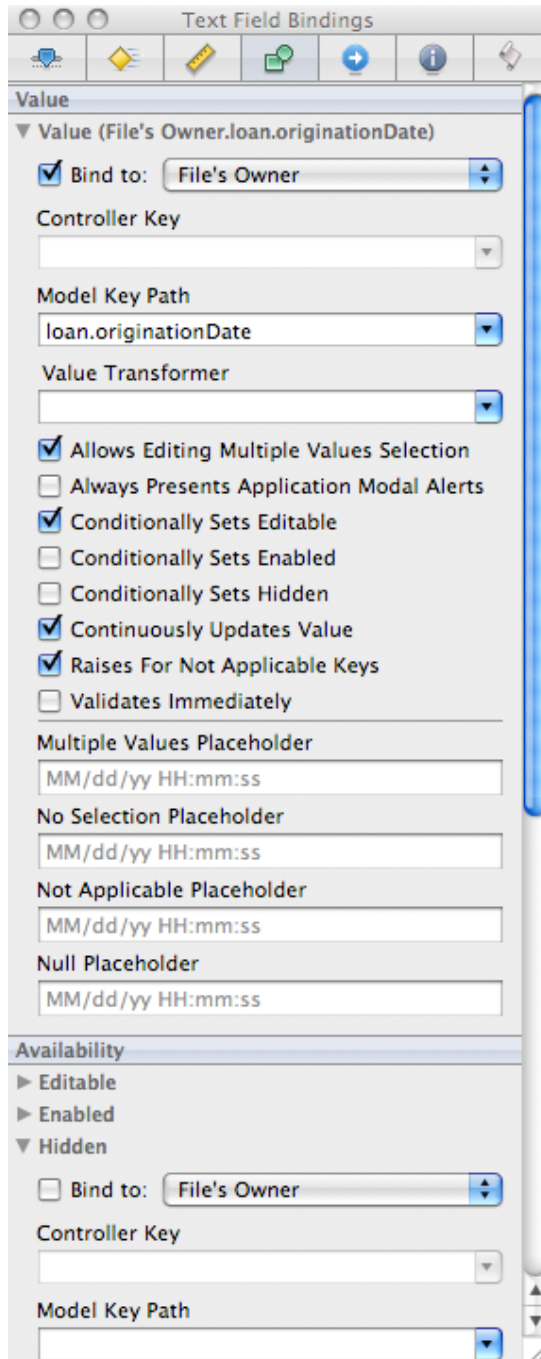 Text Field Bindings
Value
Value (File's Owner.loan.originationDate)
Bind to: File's Owner
Controller Key
Model Key Path
loan.originationDate
Value Transformer
Allows Editing Multiple Values Selection
Always Presents Application Modal Alerts
Conditionally Sets Editable
Conditionally Sets Enabled
Conditionally Sets Hidden
Continuously Updates Value
Raises For Not Applicable Keys
Validates Immediately
Multiple Values Placeholder
MM/dd/yy HH:mm:ss
No Selection Placeholder
MM/dd/yy HH:mm:ss
Not Applicable Placeholder
MM/dd/yy HH:mm:ss
Null Placeholder
MM/dd/yy HH:mm:ss
Availability
Editable
Enabled
Hidden
Bind to: File's Owner
Controller Key
Model Key Path